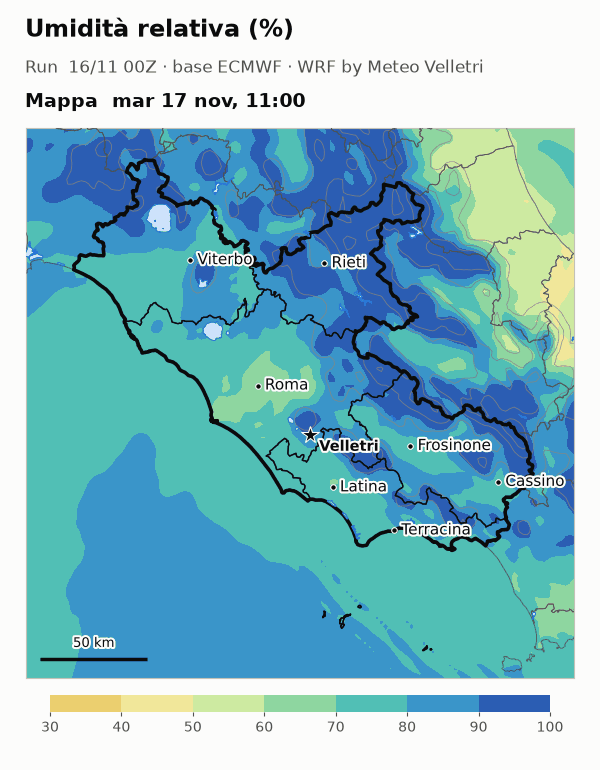 Umidità relativa (%)
Run  16/11 00Z · base ECMWF · WRF by Meteo Velletri
Mappa  mar 17 nov, 11:00
Viterbo
Rieti
Roma
Velletri
Frosinone
Latina
Cassino
Terracina
50 km
30 40 50 60 70 80 90 100